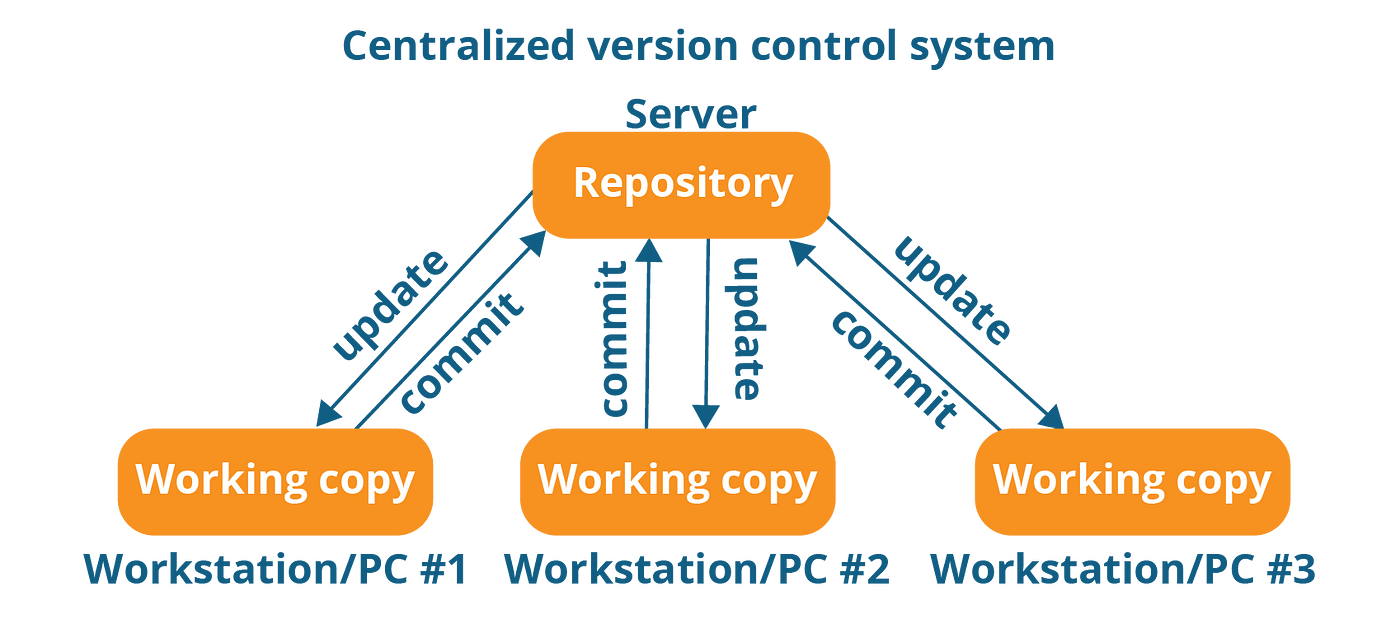 Centralized version control system
Server
Repository
update
commit
commit
update
update
commit
Working copy
Working copy
Working copy
Workstation/PC #1
Workstation/PC #2
Workstation/PC #3